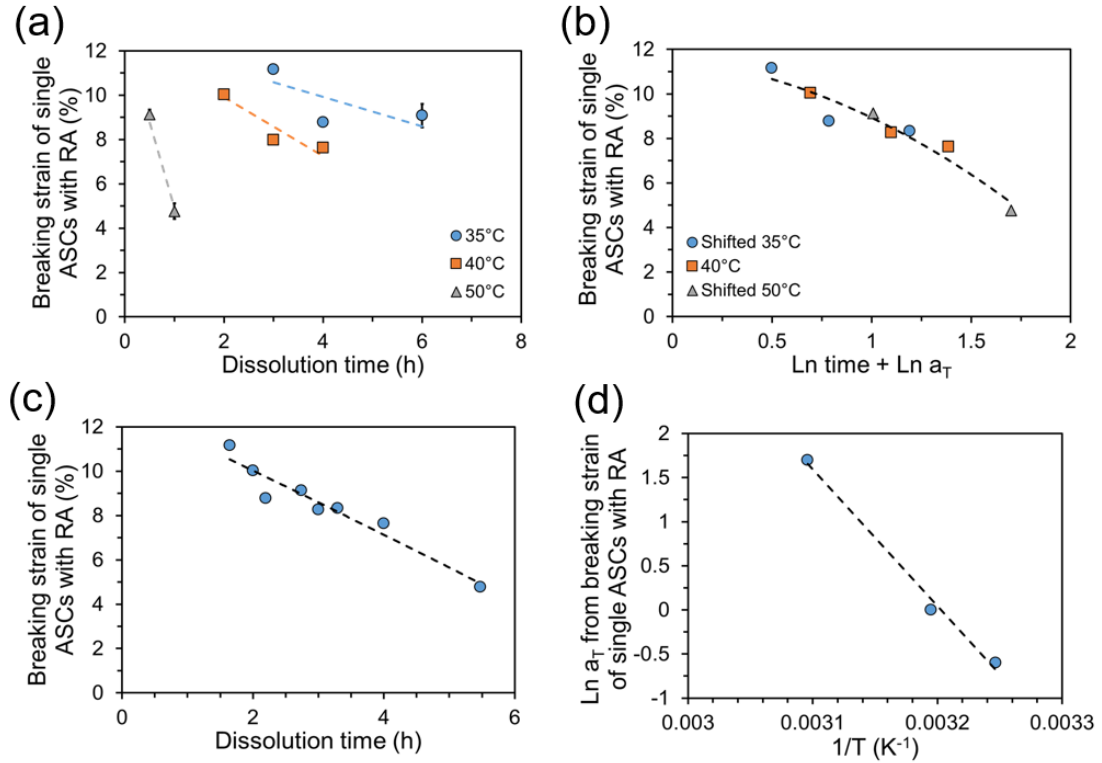 (a)
Breaking strain of single
ASCs with RA (%)
12
10
8
6
4
2
0
0 2 4 6 8
Dissolution time (h)
35°C
40°C
50°C
(b)
Breaking strain of single
ASCs with RA (%)
12
10
8
6
4
2
0
0 0.5 1 1.5 2
Ln time + Ln aT
Shifted 35°C
40°C
Shifted 50°C
(c)
Breaking strain of single
ASCs with RA (%)
12
10
8
6
4
2
0
0 2 4 6
Dissolution time (h)
(d)
Ln aT from breaking strain
of single ASCs with RA
2
1.5
1
0.5
0
-0.5
-1
0.003 0.0031 0.0032 0.0033
1/T (K-1)